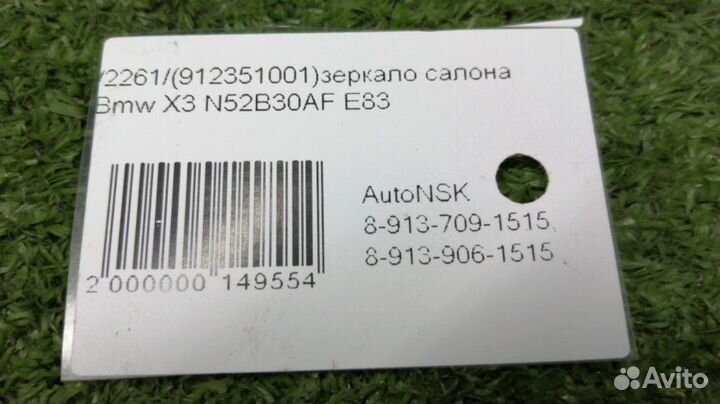 /2261/(912351001)зеркало салона
Bmw X3 N52B30AF E83
AutoNSK
8-913-709-1515,
8-913-906-1515
2 000000 149554
Avito